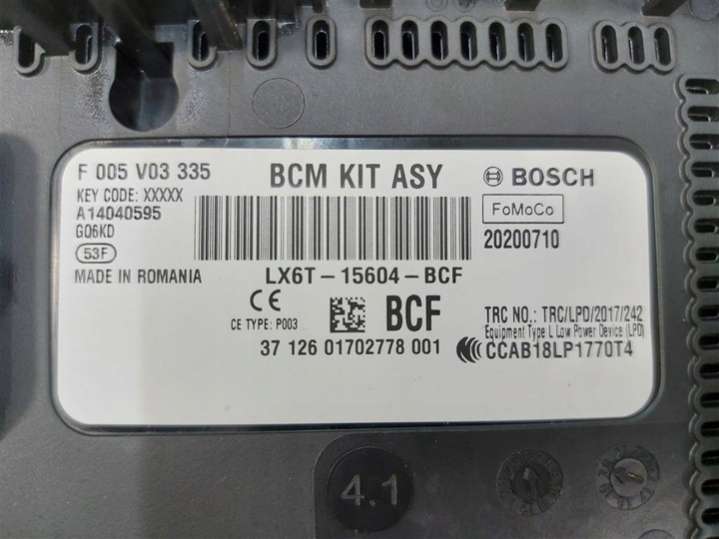 F 005 V03 335
BCM KIT ASY
BOSCH
KEY CODE: XXXXX
A14040595
FoMoCo
GO6KD
20200710
53F
MADE IN ROMANIA
LX6T-15604-BCF
CE
BCF
TRC NO.: TRC/LPD/2017/242
CE TYPE: P003
Equipment Type: L Low Power Device (LPD)
37 126 01702778 001
CCAB18LP1770T4
4.1